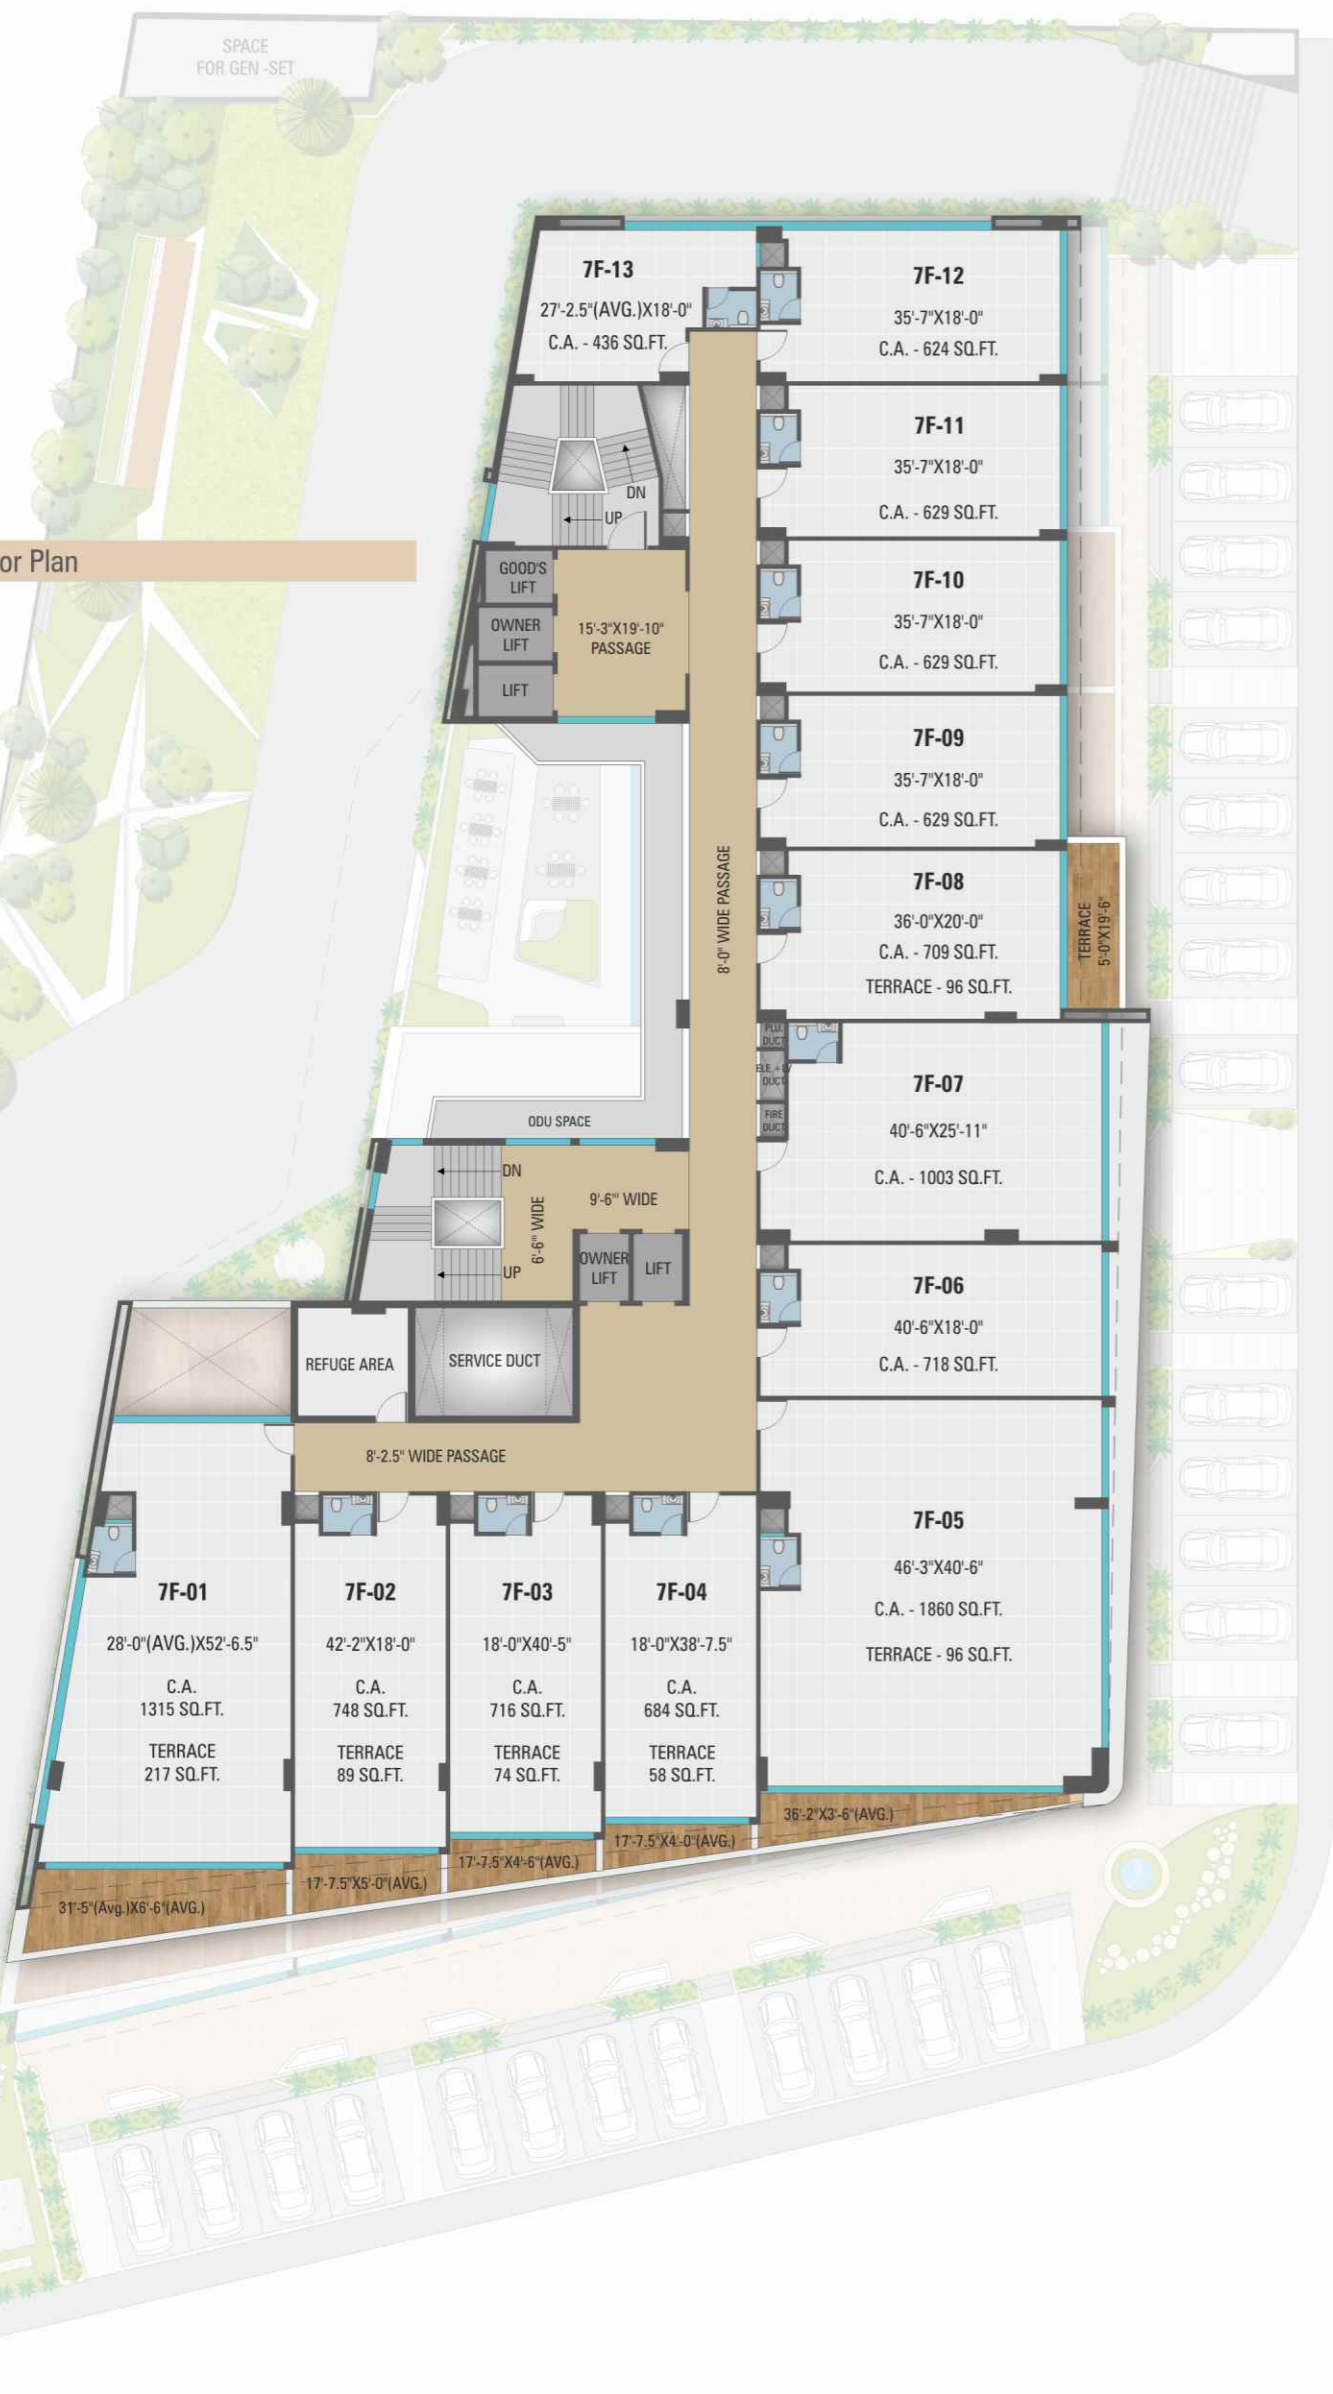 SPACE
FOR GEN -SET
7F-13
27'-2.5"(AVG.)X18'-0"
C.A. - 436 SQ.FT.
7F-12
35'-7"X18'-0"
C.A. - 624 SQ.FT.
7F-11
35'-7"X18'-0"
C.A. - 629 SQ.FT.
DN
UP
or Plan
GOOD'S
LIFT
OWNER
LIFT
LIFT
15'-3"X19'-10"
PASSAGE
7F-10
35'-7"X18'-0"
C.A. - 629 SQ.FT.
7F-09
35'-7"X18'-0"
C.A. - 629 SQ.FT.
8'-0" WIDE PASSAGE
7F-08
36'-0"X20'-0"
C.A. - 709 SQ.FT.
TERRACE - 96 SQ.FT.
TERRACE
5'-0"X19'-6"
PLU.
DUCT
ELE. + LV
DUCT
FIRE
DUCT
7F-07
40'-6"X25'-11"
C.A. - 1003 SQ.FT.
ODU SPACE
DN
UP
6'-6" WIDE
9'-6" WIDE
OWNER
LIFT
LIFT
7F-06
40'-6"X18'-0"
C.A. - 718 SQ.FT.
REFUGE AREA
SERVICE DUCT
8'-2.5" WIDE PASSAGE
7F-05
46'-3"X40'-6"
C.A. - 1860 SQ.FT.
TERRACE - 96 SQ.FT.
7F-01
28'-0"(AVG.)X52'-6.5"
C.A.
1315 SQ.FT.
TERRACE
217 SQ.FT.
7F-02
42'-2"X18'-0"
C.A.
748 SQ.FT.
TERRACE
89 SQ.FT.
7F-03
18'-0"X40'-5"
C.A.
716 SQ.FT.
TERRACE
74 SQ.FT.
7F-04
18'-0"X38'-7.5"
C.A.
684 SQ.FT.
TERRACE
58 SQ.FT.
31'-5"(Avg.)X6'-6"(AVG.)
17'-7.5"X5'-0"(AVG.)
17'-7.5"X4'-6"(AVG.)
17'-7.5"X4'-0"(AVG.)
36'-2"X3'-6"(AVG.)